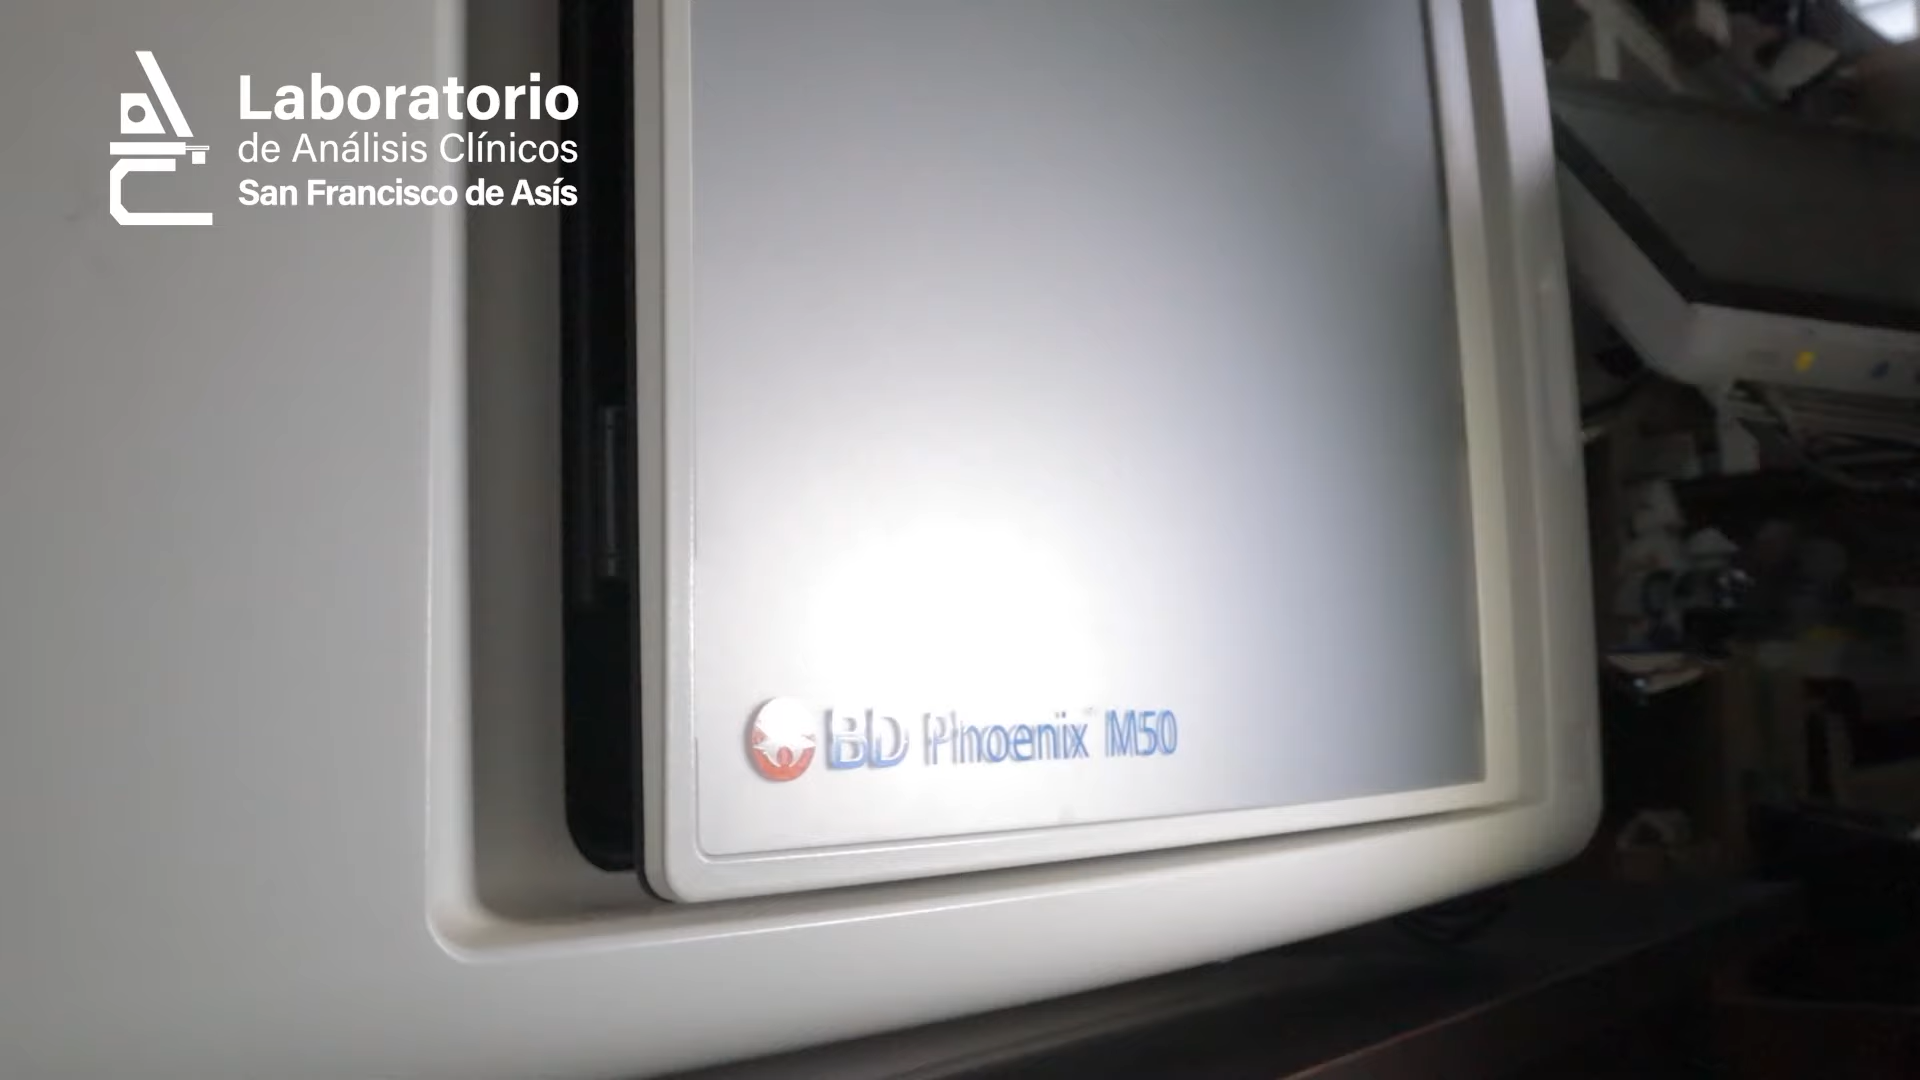 Laboratorio
de Análisis Clínicos
San Francisco de Asís
BD Phoenix M50